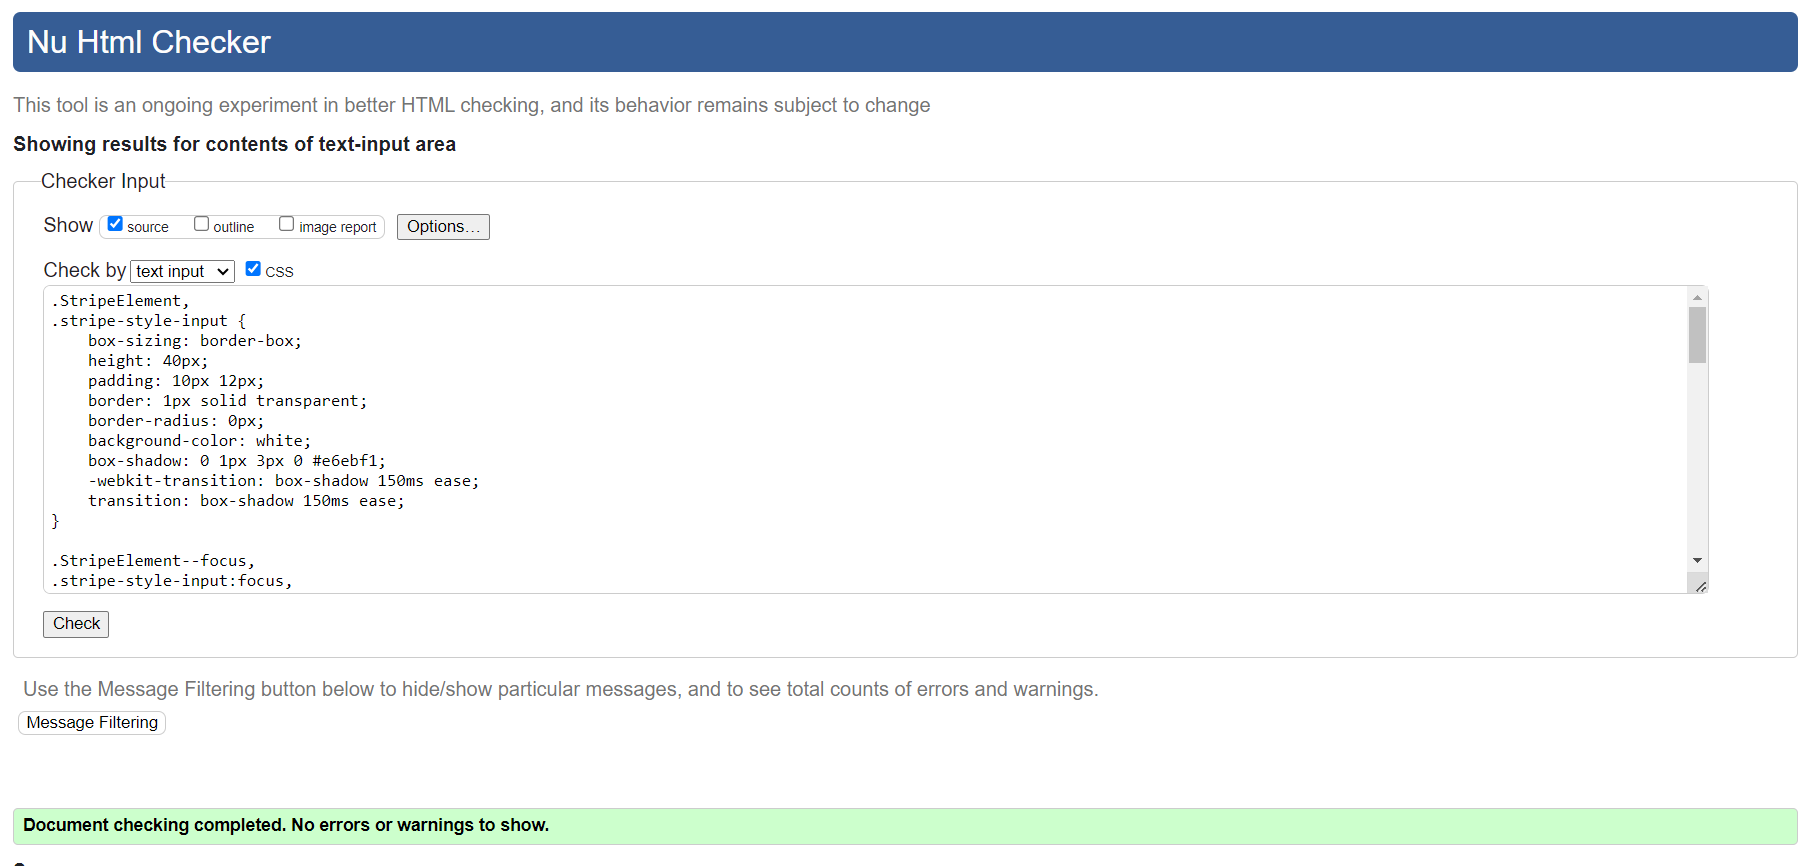 Nu Html Checker
This tool is an ongoing experiment in better HTML checking, and its behavior remains subject to change
Showing results for contents of text-input area
Checker Input
Show source outline image report Options...
Check by text input CSS
.StripeElement,
.stripe-style-input {
    box-sizing: border-box;
    height: 40px;
    padding: 10px 12px;
    border: 1px solid transparent;
    border-radius: 0px;
    background-color: white;
    box-shadow: 0 1px 3px 0 #e6ebf1;
    -webkit-transition: box-shadow 150ms ease;
    transition: box-shadow 150ms ease;
}
.StripeElement--focus,
.stripe-style-input:focus,
Check
Use the Message Filtering button below to hide/show particular messages, and to see total counts of errors and warnings.
Message Filtering
Document checking completed. No errors or warnings to show.